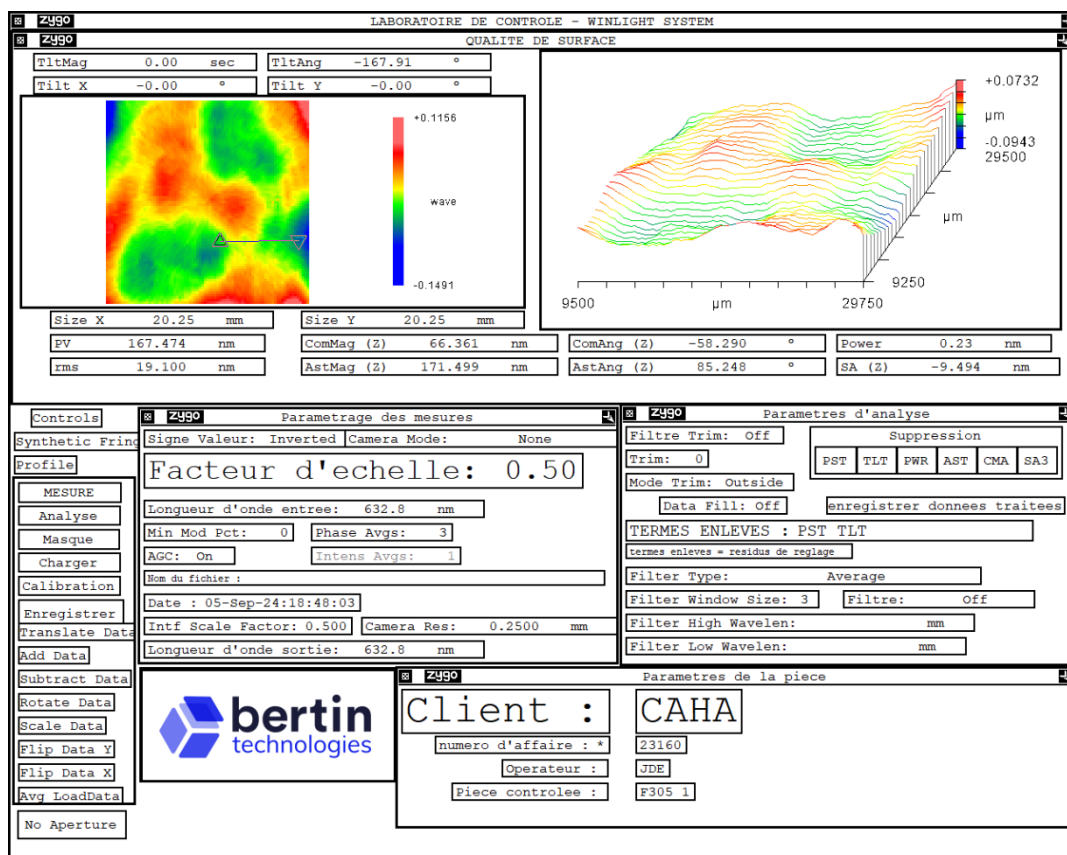 zygo LABORATOIRE DE CONTROLE - WINLIGHT SYSTEM
zygo QUALITE DE SURFACE
TltMag 0.00 sec TltAng -167.91 º
Tilt X -0.00 º Tilt Y -0.00 º
+0.1156
wave
-0.1491
+0.0732
µm
-0.0943
29500
µm
9250
9500 µm 29750
Size X 20.25 mm Size Y 20.25 mm
PV 167.474 nm ComMag (Z) 66.361 nm ComAng (Z) -58.290 º Power 0.23 nm
rms 19.100 nm AstMag (Z) 171.499 nm AstAng (Z) 85.248 º SA (Z) -9.494 nm
Controls
Synthetic Fring
Profile
MESURE
Analyse
Masque
Charger
Calibration
Enregistrer
Translate Data
Add Data
Subtract Data
Rotate Data
Scale Data
Flip Data Y
Flip Data X
Avg LoadData
No Aperture
zygo Parametrage des mesures
Signe Valeur: Inverted Camera Mode: None
Facteur d'echelle: 0.50
Longueur d'onde entree: 632.8 nm
Min Mod Pct: 0 Phase Avgs: 3
AGC: On Intens Avgs: 1
Nom du fichier :
Date : 05-Sep-24:18:48:03
Intf Scale Factor: 0.500 Camera Res: 0.2500 mm
Longueur d'onde sortie: 632.8 nm
zygo Parametres d'analyse
Filtre Trim: Off Suppression
Trim: 0 PST TLT PWR AST CMA SA3
Mode Trim: Outside
Data Fill: Off enregistrer donnees traitees
TERMES ENLEVES : PST TLT
termes enleves = residus de reglage
Filter Type: Average
Filter Window Size: 3 Filtre: Off
Filter High Wavelen: mm
Filter Low Wavelen: mm
bertin
technologies
zygo Parametres de la piece
Client : CAHA
numero d'affaire : * 23160
Operateur : JDE
Piece controlee : F305 1